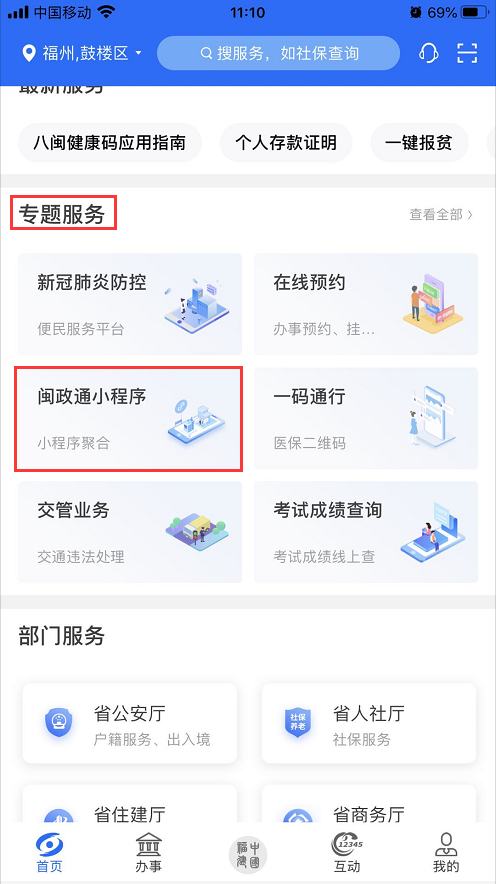 中国移动
11:10
69%
福州,鼓楼区
搜服务，如社保查询
最新服务
八闽健康码应用指南
个人存款证明
一键报贫
专题服务
查看全部
新冠肺炎防控
便民服务平台
在线预约
办事预约、挂...
闽政通小程序
小程序聚合
一码通行
医保二维码
交管业务
交通违法处理
考试成绩查询
考试成绩线上查
部门服务
省公安厅
户籍服务、出入境
社保
养老
省人社厅
社保服务
省住建厅
省商务厅
12345
中国
福建
首页
办事
互动
我的